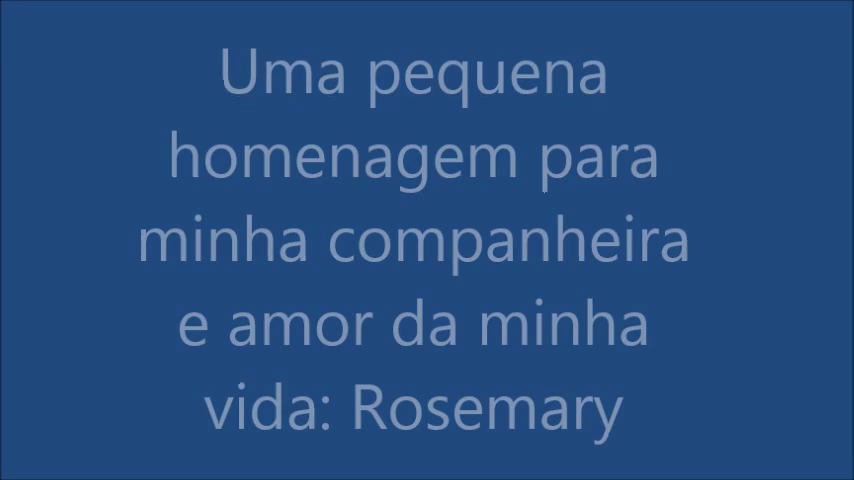 Uma pequena
homenagem para
minha companheira
e amor da minha
vida: Rosemary